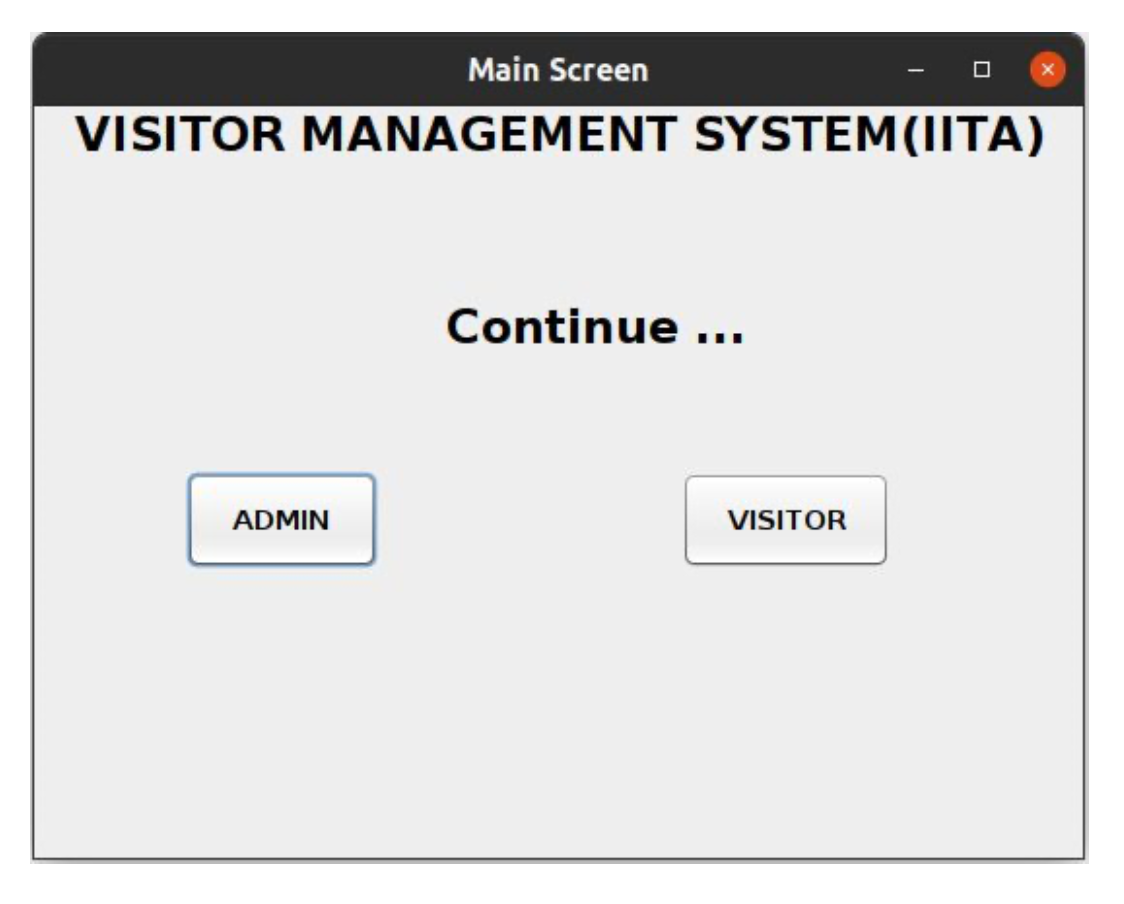 Main Screen
VISITOR MANAGEMENT SYSTEM(IITA)
Continue ...
ADMIN
VISITOR